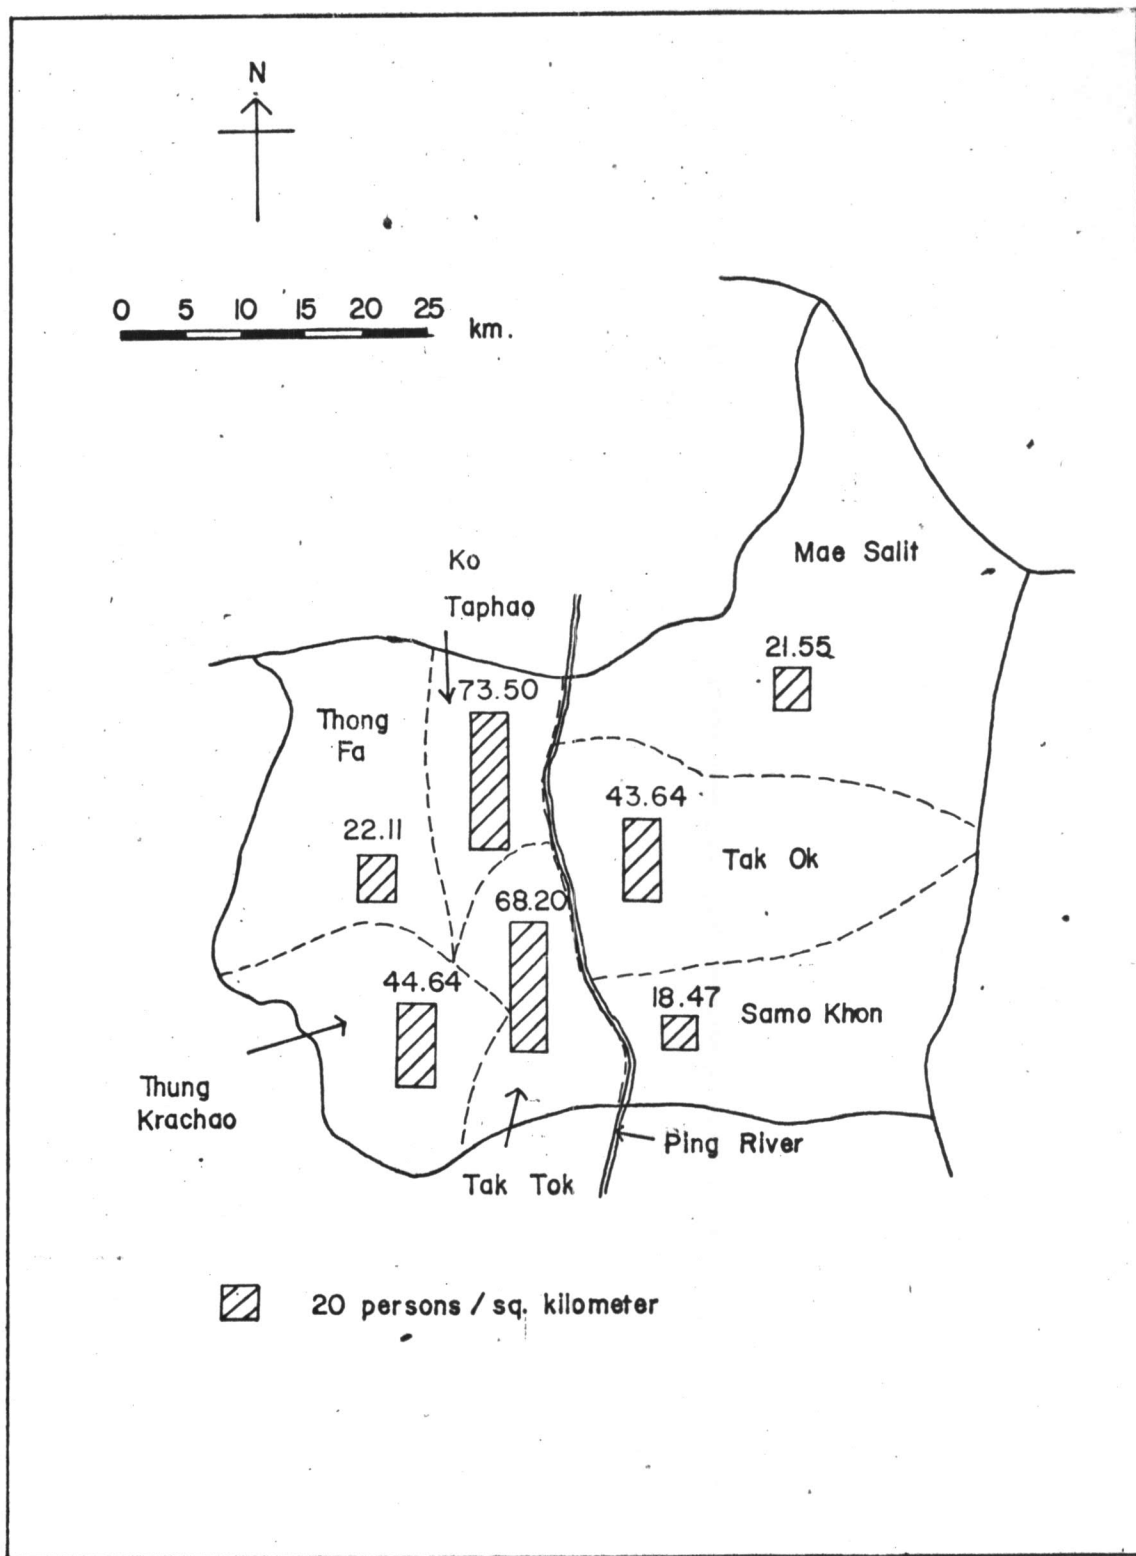 N
0 5 10 15 20 25
km.
Mae Salit
Ko
Taphao
21.55
73.50
Thong
Fa
43.64
22.11
Tak Ok
68.20
44.64
18.47
Samo Khon
Thung
Krachao
Ping River
Tak Tok
20 persons / sq. kilometer